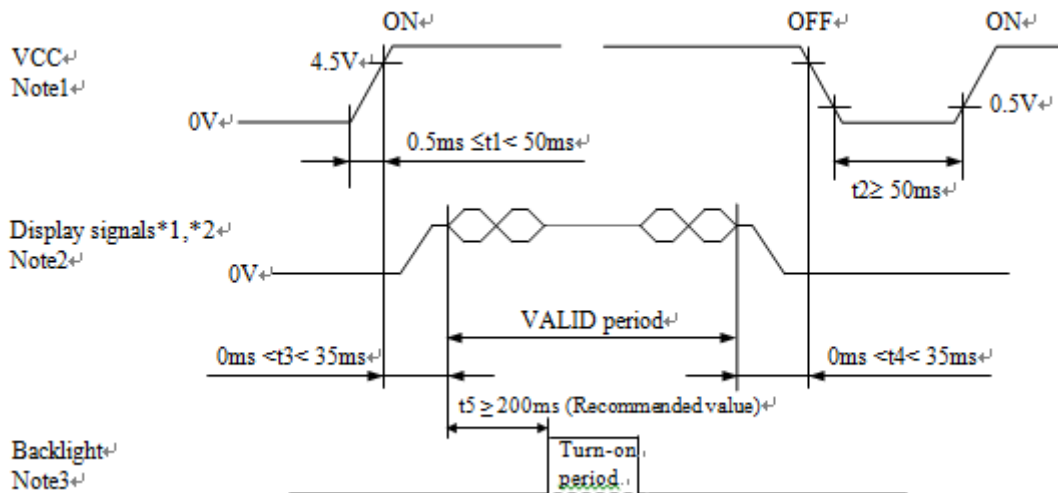 ON↵ OFF↵ ON↵
VCC↵
Note1
4.5V↵
0V↵
0.5V↵
0.5ms ≤t1< 50ms↵
t2≥ 50ms↵
Display signals*1,*2↵
Note2
0V↵
VALID period↵
0ms <t3< 35ms↵
0ms <t4< 35ms↵
t5 ≥ 200ms (Recommended value)↵
Backlight↵
Note3
Turn-on
period